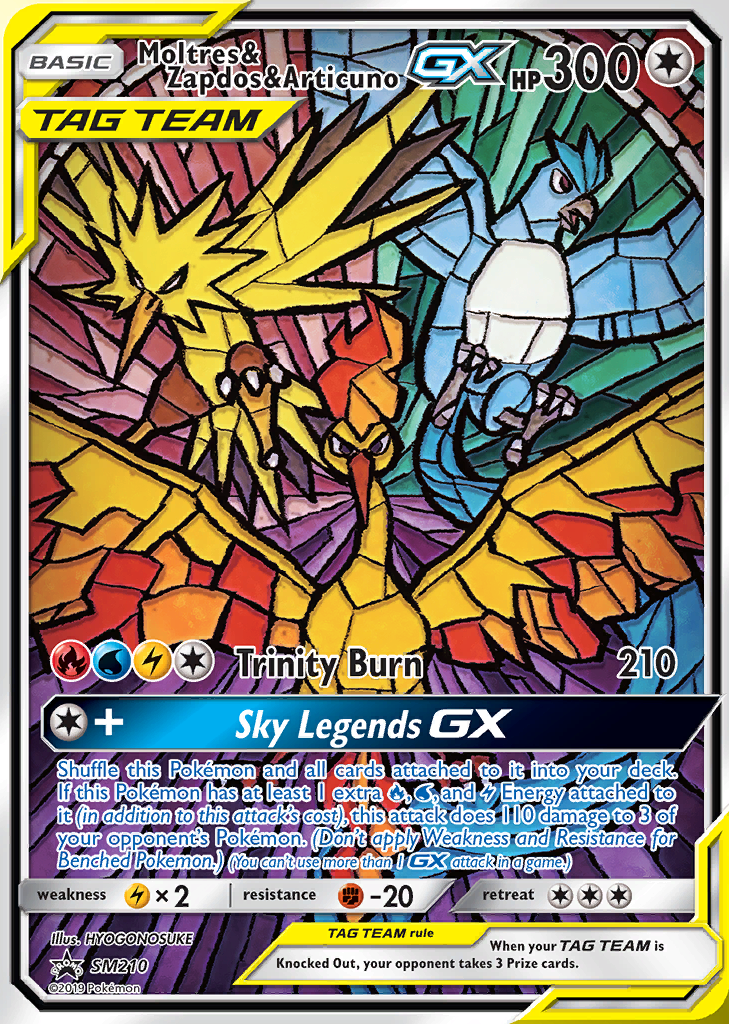 BASIC
Moltres&
Zapdos&Articuno GX HP300
TAG TEAM
Trinity Burn 210
+ Sky Legends GX
Shuffle this Pokémon and all cards attached to it into your deck.
If this Pokémon has at least 1 extra , , and Energy attached to
it (in addition to this attack's cost), this attack does 110 damage to 3 of
your opponent's Pokémon. (Don't apply Weakness and Resistance for
Benched Pokemon.) (You can't use more than 1 GX attack in a game.)
weakness ×2 resistance -20 retreat
Illus. HYOGONOSUKE
TAG TEAM rule
When your TAG TEAM is
Knocked Out, your opponent takes 3 Prize cards.
PROMO SM210
©2019 Pokémon